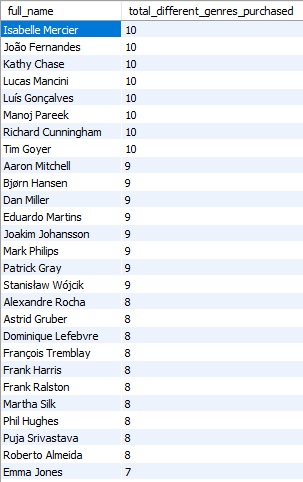 full_name total_different_genres_purchased
Isabelle Mercier 10
João Fernandes 10
Kathy Chase 10
Lucas Mancini 10
Luís Gonçalves 10
Manoj Pareek 10
Richard Cunningham 10
Tim Goyer 10
Aaron Mitchell 9
Bjørn Hansen 9
Dan Miller 9
Eduardo Martins 9
Joakim Johansson 9
Mark Philips 9
Patrick Gray 9
Stanisław Wójcik 9
Alexandre Rocha 8
Astrid Gruber 8
Dominique Lefebvre 8
François Tremblay 8
Frank Harris 8
Frank Ralston 8
Martha Silk 8
Phil Hughes 8
Puja Srivastava 8
Roberto Almeida 8
Emma Jones 7